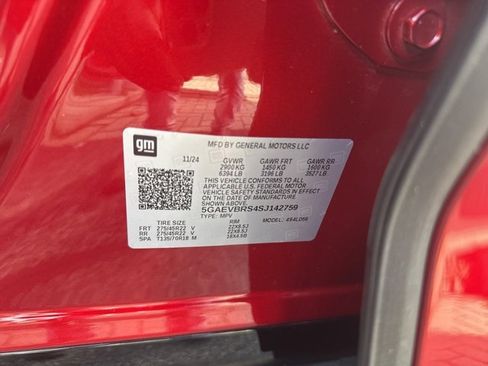 gm
MFD BY GENERAL MOTORS LLC
11/24 GVWR GAWR FRT GAWR RR
2900 KG 1450 KG 1600 KG
6394 LB 3196 LB 3527 LB
THIS VEHICLE CONFORMS TO ALL
APPLICABLE U.S. FEDERAL MOTOR
VEHICLE SAFETY STANDARDS IN
EFFECT ON THE DATE OF
MANUFACTURE SHOWN ABOVE.
5GAEVBRS4SJ142759
TYPE: MPV MODEL: 4X4LD56
TIRE SIZE RIM
FRT 275/45R22 V 22X8.5J
RR 275/45R22 V 22X8.5J
SPA T135/70R18 M 18X4.5B